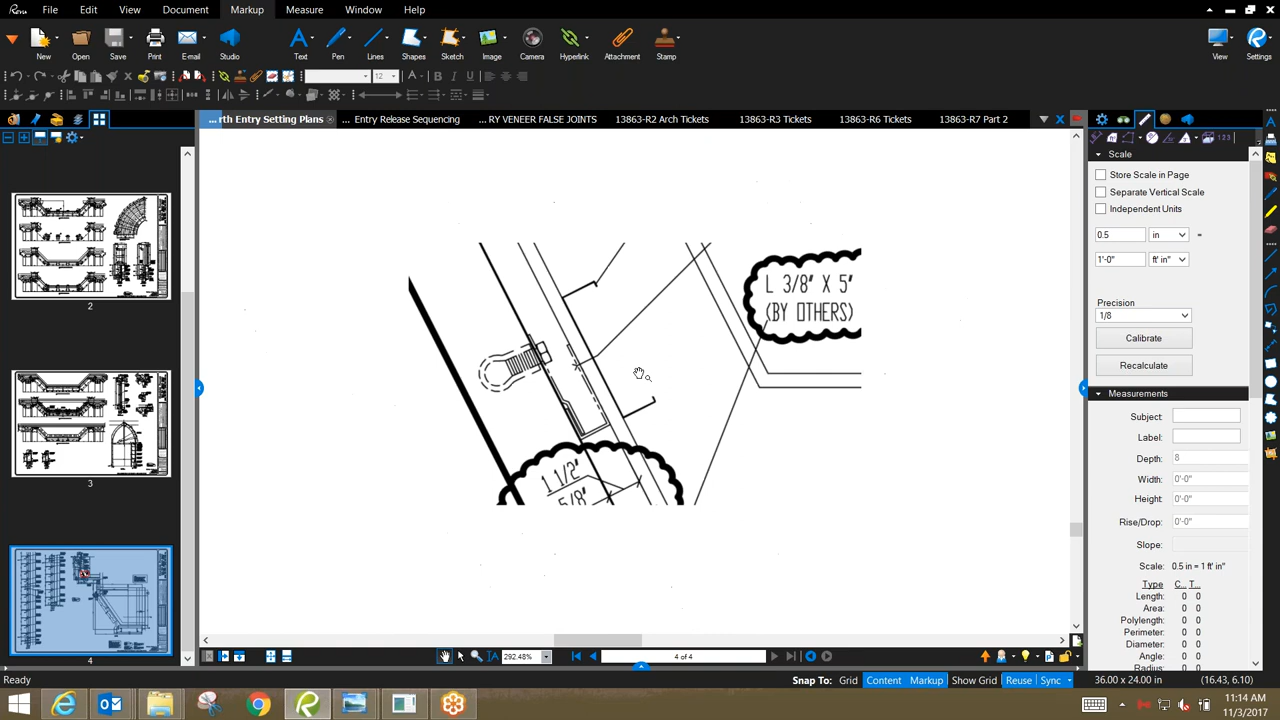 Revu File Edit View Document Markup Measure Window Help
New Open Save Print E-mail Studio Text Pen Lines Shapes Sketch Image Camera Hyperlink Attachment Stamp View Settings
12 A B I U
...rth Entry Setting Plans ... Entry Release Sequencing ... RY VENEER FALSE JOINTS 13863-R2 Arch Tickets 13863-R3 Tickets 13863-R6 Tickets 13863-R7 Part 2
2
3
4
L 3/8" X 5"
(BY OTHERS)
1 1/2"
5/8"
Scale
Store Scale in Page
Separate Vertical Scale
Independent Units
0.5 in =
1'-0" ft' in"
Precision
1/8
Calibrate
Recalculate
Measurements
Subject:
Label:
Depth: 8
Width: 0'-0"
Height: 0'-0"
Rise/Drop: 0'-0"
Slope:
Scale: 0.5 in = 1 ft' in"
Type C... T...
Length: 0 0
Area: 0 0
Polylength: 0 0
Perimeter: 0 0
Diameter: 0 0
Angle: 0 0
Radius: 0 0
292.48% 4 of 4
Ready Snap To: Grid Content Markup Show Grid Reuse Sync 36.00 x 24.00 in (16.43, 6.10)
11:14 AM
11/3/2017